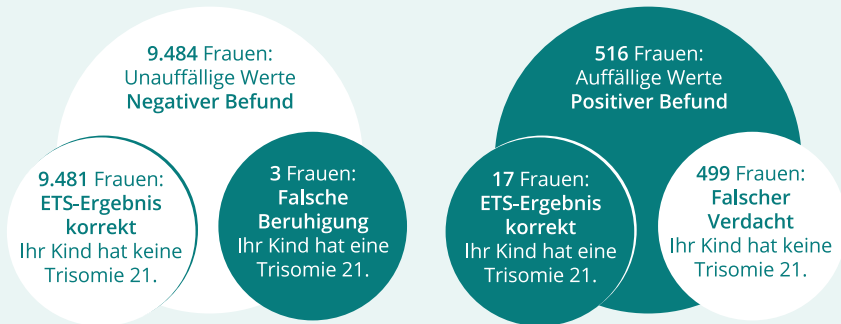 9.484 Frauen:
Unauffällige Werte
Negativer Befund
9.481 Frauen:
ETS-Ergebnis
korrekt
Ihr Kind hat keine
Trisomie 21.
3 Frauen:
Falsche
Beruhigung
Ihr Kind hat eine
Trisomie 21.
516 Frauen:
Auffällige Werte
Positiver Befund
17 Frauen:
ETS-Ergebnis
korrekt
Ihr Kind hat eine
Trisomie 21.
499 Frauen:
Falscher
Verdacht
Ihr Kind hat keine
Trisomie 21.